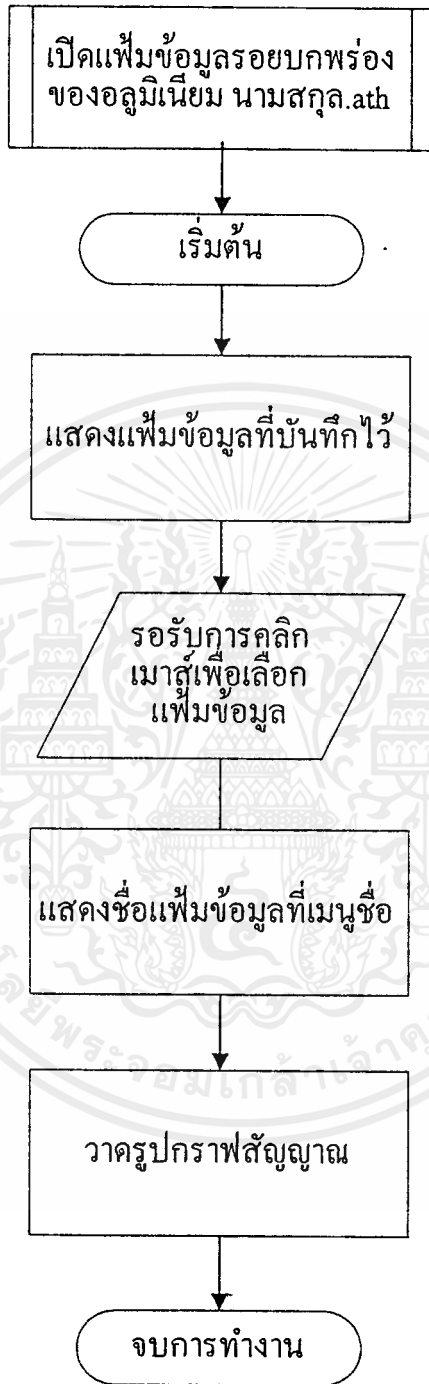 เปิดแฟ้มข้อมูลรอยบกพร่อง
ของอลูมิเนียม นามสกุล.ath
เริ่มต้น
แสดงแฟ้มข้อมูลที่บันทึกไว้
รอรับการคลิก
เมาส์เพื่อเลือก
แฟ้มข้อมูล
แสดงชื่อแฟ้มข้อมูลที่เมนูชื่อ
วาดรูปกราฟสัญญาณ
จบการทำงาน